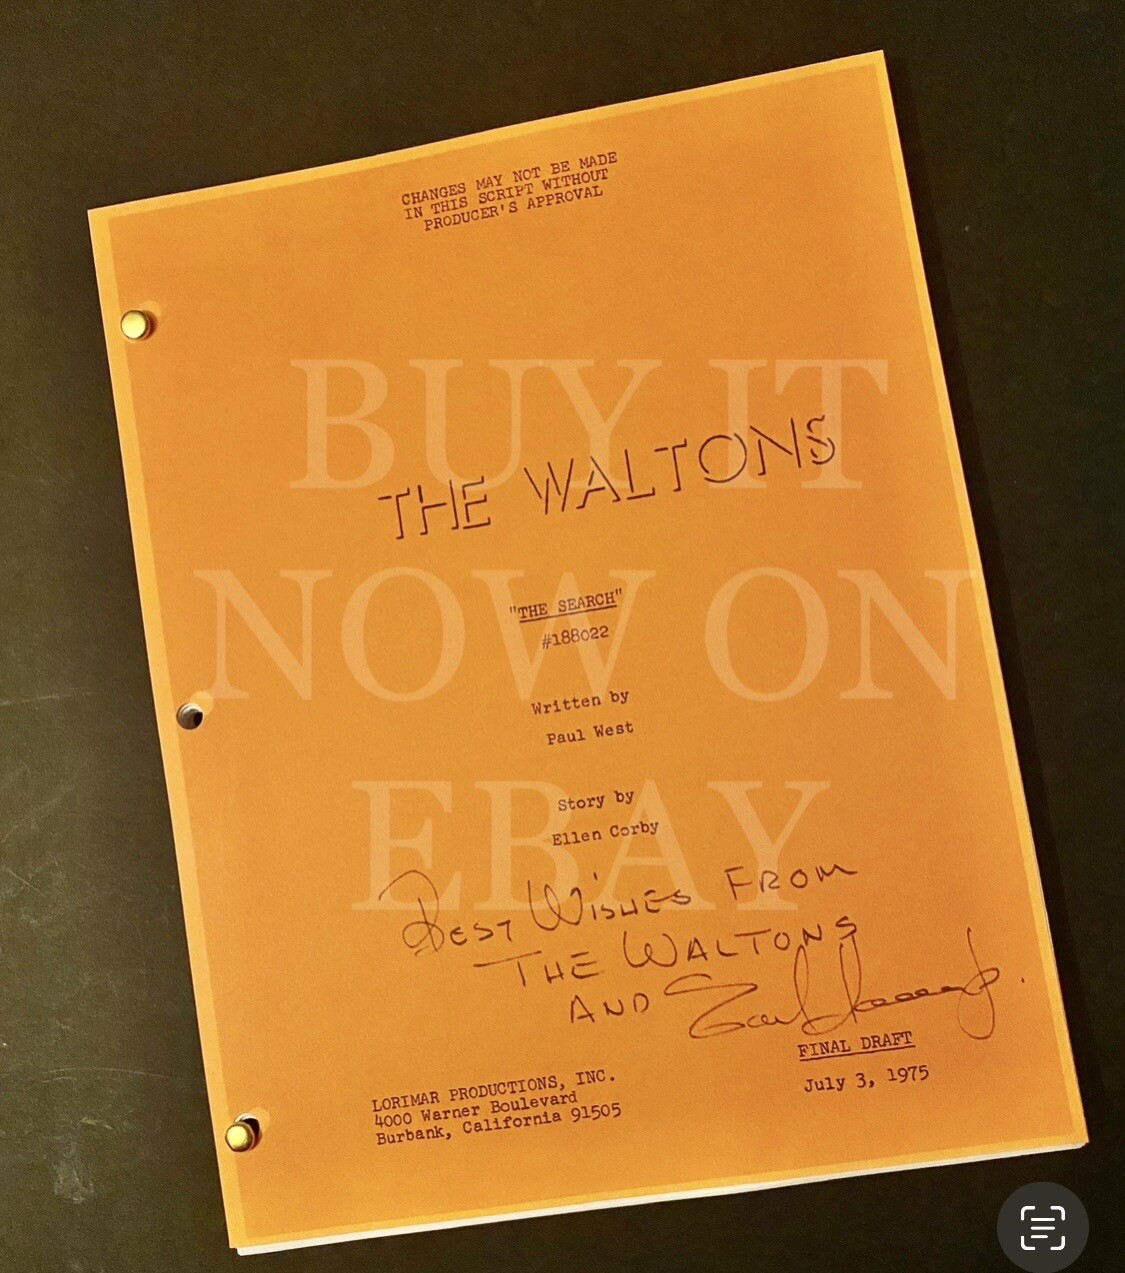 CHANGES MAY NOT BE MADE
IN THIS SCRIPT WITHOUT
PRODUCER'S APPROVAL
BUY IT
THE WALTONS
NOW ON
"THE SEARCH"
#188022
Written by
Paul West
EBAY
Story by
Ellen Corby
BEST WISHES FROM
THE WALTONS
AND
FINAL DRAFT
July 3, 1975
LORIMAR PRODUCTIONS, INC.
4000 Warner Boulevard
Burbank, California 91505